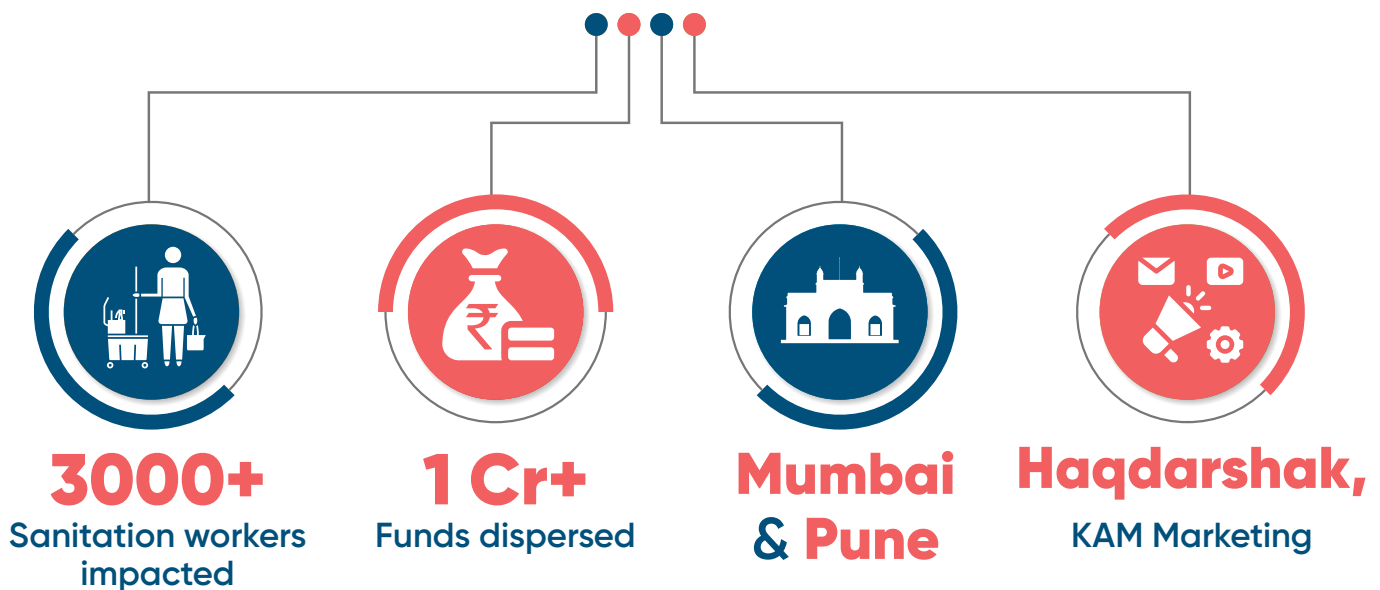 3000+
Sanitation workers
impacted
₹
1 Cr+
Funds dispersed
Mumbai
& Pune
Haqdarshak,
KAM Marketing